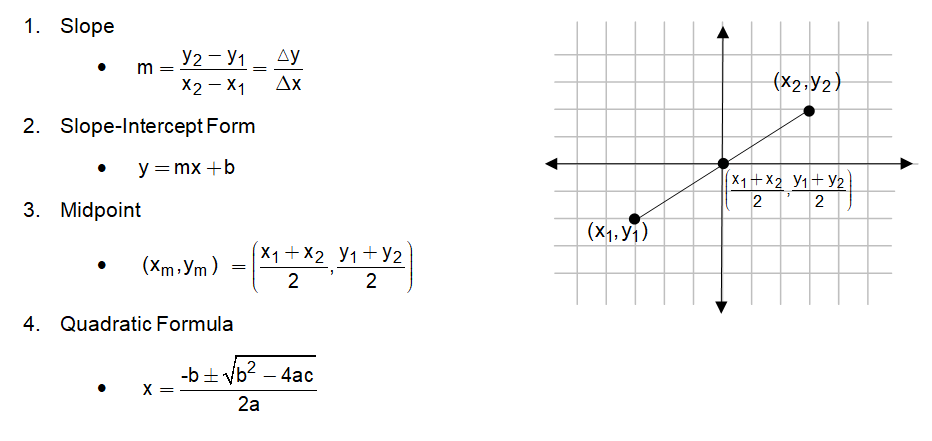 1. Slope
• m = (y₂ − y₁)/(x₂ − x₁) = △y/Δx
2. Slope-Intercept Form
• y = mx + b
3. Midpoint
• (xₘ, yₘ) = ((x₁ + x₂)/2, (y₁ + y₂)/2)
4. Quadratic Formula
• x = (-b ± √(b² − 4ac))/(2a)
(x₂, y₂)
((x₁ + x₂)/2, (y₁ + y₂)/2)
(x₁, y₁)